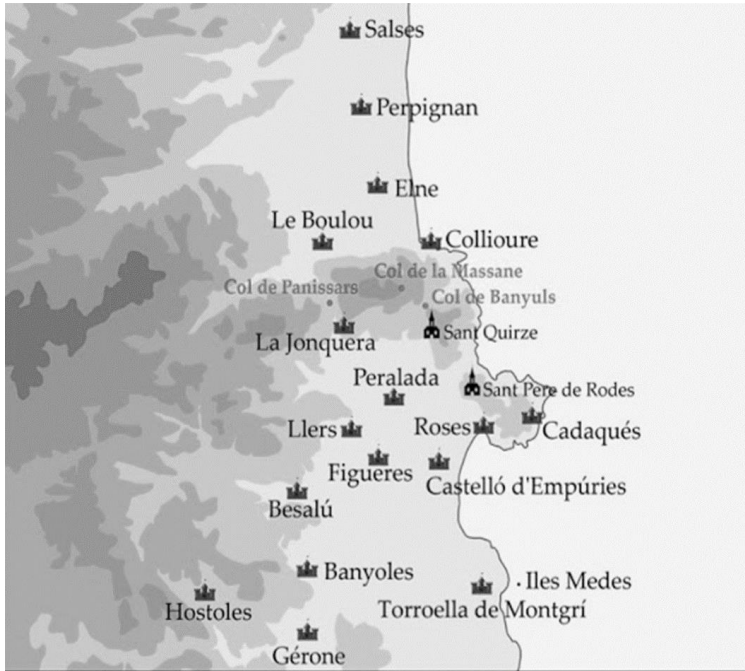 Salses
Perpignan
Elne
Le Boulou
Collioure
Col de la Massane
Col de Panissars
Col de Banyuls
Sant Quirze
La Jonquera
Peralada
Sant Pere de Rodes
Llers
Roses
Cadaqués
Figueres
Castelló d'Empúries
Besalú
Banyoles
Iles Medes
Hostoles
Torroella de Montgrí
Gérone